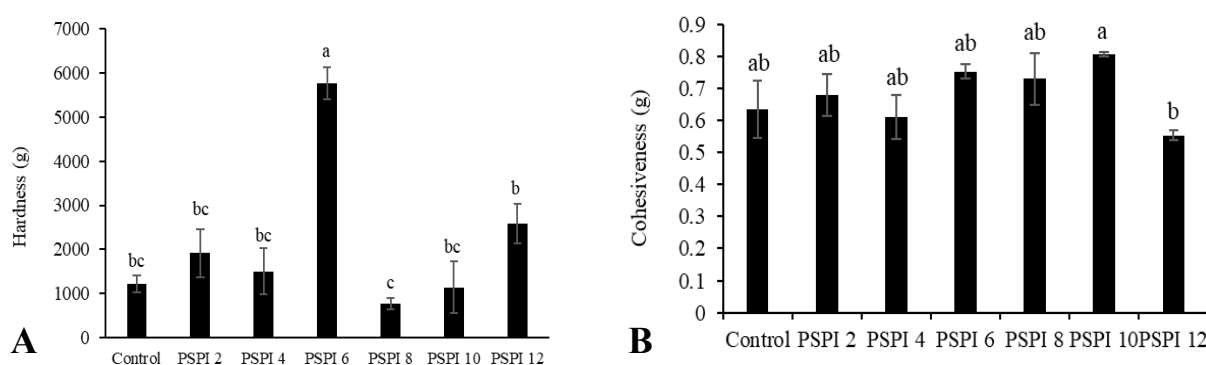 Hardness (g)
7000
6000
5000
4000
3000
2000
1000
0
bc
bc
bc
a
c
bc
b
Control PSPI 2 PSPI 4 PSPI 6 PSPI 8 PSPI 10 PSPI 12
A
Cohesiveness (g)
0.9
0.8
0.7
0.6
0.5
0.4
0.3
0.2
0.1
0
ab
ab
ab
ab
ab
a
b
Control PSPI 2 PSPI 4 PSPI 6 PSPI 8 PSPI 10 PSPI 12
B